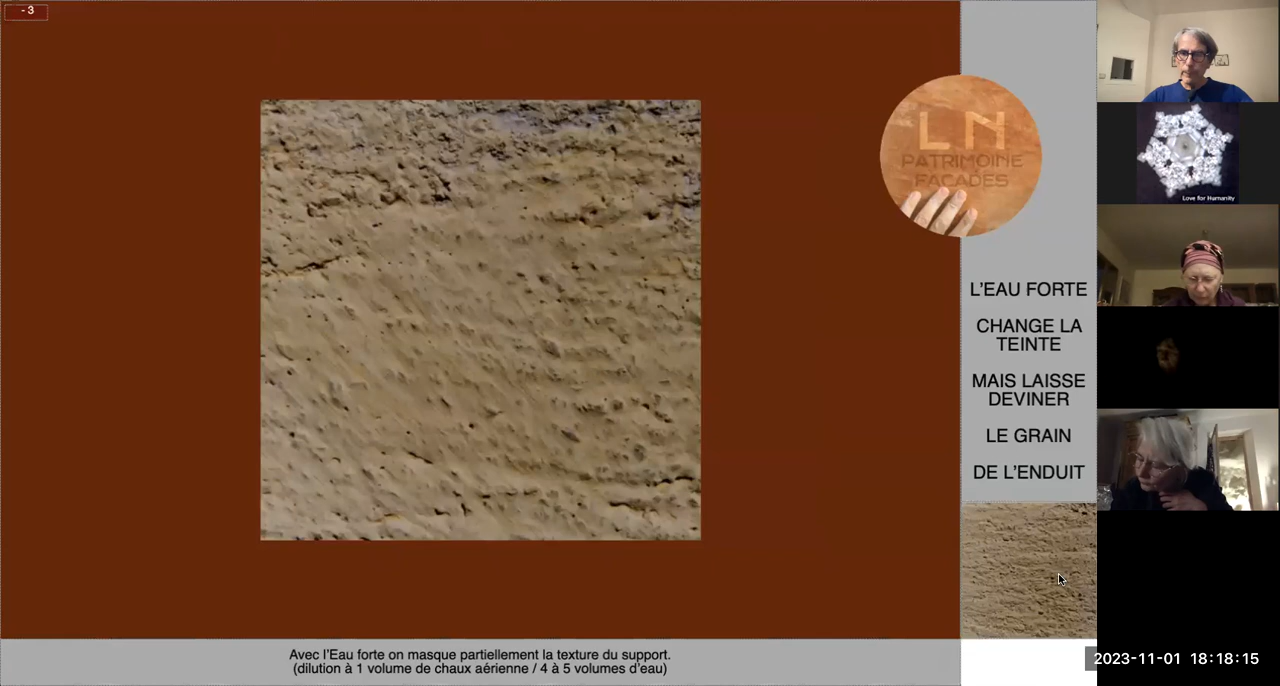 - 3
LN
PATRIMOINE
FAÇADES
L'EAU FORTE
CHANGE LA
TEINTE
MAIS LAISSE
DEVINER
LE GRAIN
DE L'ENDUIT
Avec l'Eau forte on masque partiellement la texture du support.
(dilution à 1 volume de chaux aérienne / 4 à 5 volumes d'eau)
Love for Humanity
2023-11-01 18:18:15